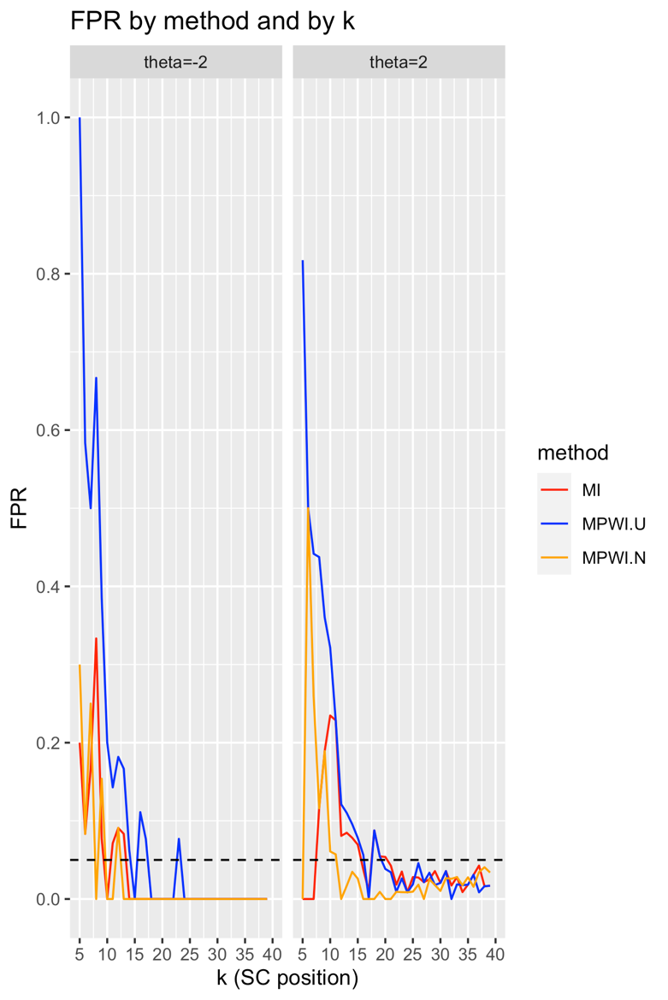 FPR by method and by k
theta=-2
theta=2
1.0
0.8
0.6
0.4
0.2
0.0
FPR
5 10 15 20 25 30 35 40
5 10 15 20 25 30 35 40
k (SC position)
method
MI
MPWI.U
MPWI.N